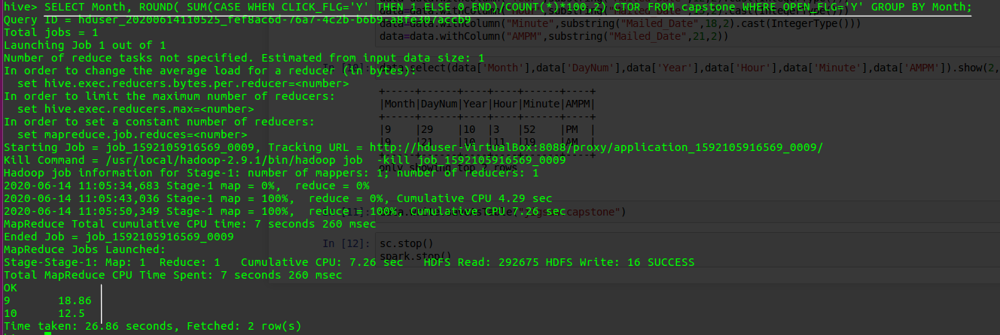 hive> SELECT Month, ROUND( SUM(CASE WHEN CLICK_FLG='Y' THEN 1 ELSE 0 END)/COUNT(*)*100,2) CTOR FROM capstone WHERE OPEN_FLG='Y' GROUP BY Month;
Query ID = hduser_20200614110525_fef8ac6d-76a7-4c2b-b6b9-a8fe307accb9
Total jobs = 1
Launching Job 1 out of 1
Number of reduce tasks not specified. Estimated from input data size: 1
In order to change the average load for a reducer (in bytes):
  set hive.exec.reducers.bytes.per.reducer=<number>
In order to limit the maximum number of reducers:
  set hive.exec.reducers.max=<number>
In order to set a constant number of reducers:
  set mapreduce.job.reduces=<number>
Starting Job = job_1592105916569_0009, Tracking URL = http://hduser-VirtualBox:8088/proxy/application_1592105916569_0009/
Kill Command = /usr/local/hadoop-2.9.1/bin/hadoop job  -kill job_1592105916569_0009
Hadoop job information for Stage-1: number of mappers: 1; number of reducers: 1
2020-06-14 11:05:34,683 Stage-1 map = 0%,  reduce = 0%
2020-06-14 11:05:43,036 Stage-1 map = 100%,  reduce = 0%, Cumulative CPU 4.29 sec
2020-06-14 11:05:50,349 Stage-1 map = 100%,  reduce = 100%, Cumulative CPU 7.26 sec
MapReduce Total cumulative CPU time: 7 seconds 260 msec
Ended Job = job_1592105916569_0009
MapReduce Jobs Launched:
Stage-Stage-1: Map: 1  Reduce: 1   Cumulative CPU: 7.26 sec   HDFS Read: 292675 HDFS Write: 16 SUCCESS
Total MapReduce CPU Time Spent: 7 seconds 260 msec
OK
9	18.86
10	12.5
Time taken: 26.86 seconds, Fetched: 2 row(s)
data=data.withColumn("Minute",substring("Mailed_Date",18,2).cast(IntegerType()))
data=data.withColumn("AMPM",substring("Mailed_Date",21,2))
data.select(data['Month'],data['DayNum'],data['Year'],data['Hour'],data['Minute'],data['AMPM']).show(2,
+-----+------+----+----+------+----+
|Month|DayNum|Year|Hour|Minute|AMPM|
+-----+------+----+----+------+----+
|9    |29    |10  |3   |52    |PM  |
|9    |21    |10  |11  |19    |AM  |
+-----+------+----+----+------+----+
only showing top 2 rows
capstone")
In [12]: sc.stop()
spark.stop()